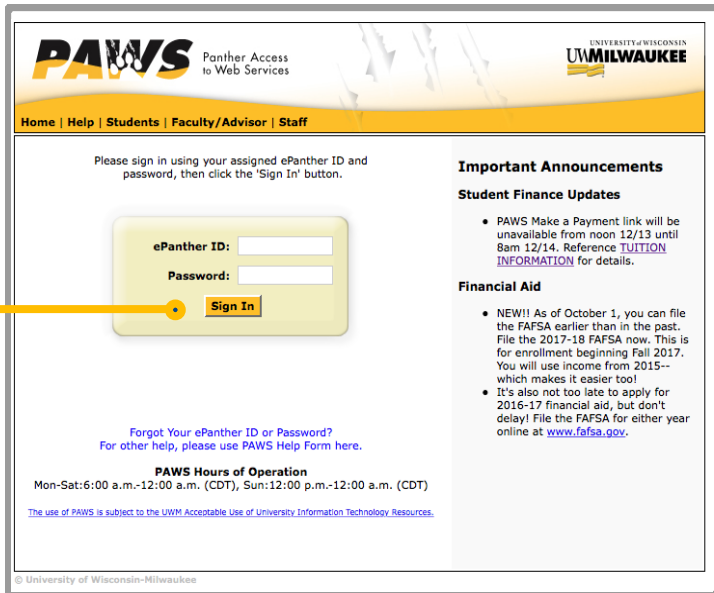 PAWS Panther Access
to Web Services
UNIVERSITY of WISCONSIN
UWMILWAUKEE
Home | Help | Students | Faculty/Advisor | Staff
Please sign in using your assigned ePanther ID and
password, then click the 'Sign In' button.
ePanther ID:
Password:
Sign In
Forgot Your ePanther ID or Password?
For other help, please use PAWS Help Form here.
PAWS Hours of Operation
Mon-Sat:6:00 a.m.-12:00 a.m. (CDT), Sun:12:00 p.m.-12:00 a.m. (CDT)
The use of PAWS is subject to the UWM Acceptable Use of University Information Technology Resources.
Important Announcements
Student Finance Updates
• PAWS Make a Payment link will be
unavailable from noon 12/13 until
8am 12/14. Reference TUITION
INFORMATION for details.
Financial Aid
• NEW!! As of October 1, you can file
the FAFSA earlier than in the past.
File the 2017-18 FAFSA now. This is
for enrollment beginning Fall 2017.
You will use income from 2015--
which makes it easier too!
• It's also not too late to apply for
2016-17 financial aid, but don't
delay! File the FAFSA for either year
online at www.fafsa.gov.
© University of Wisconsin-Milwaukee